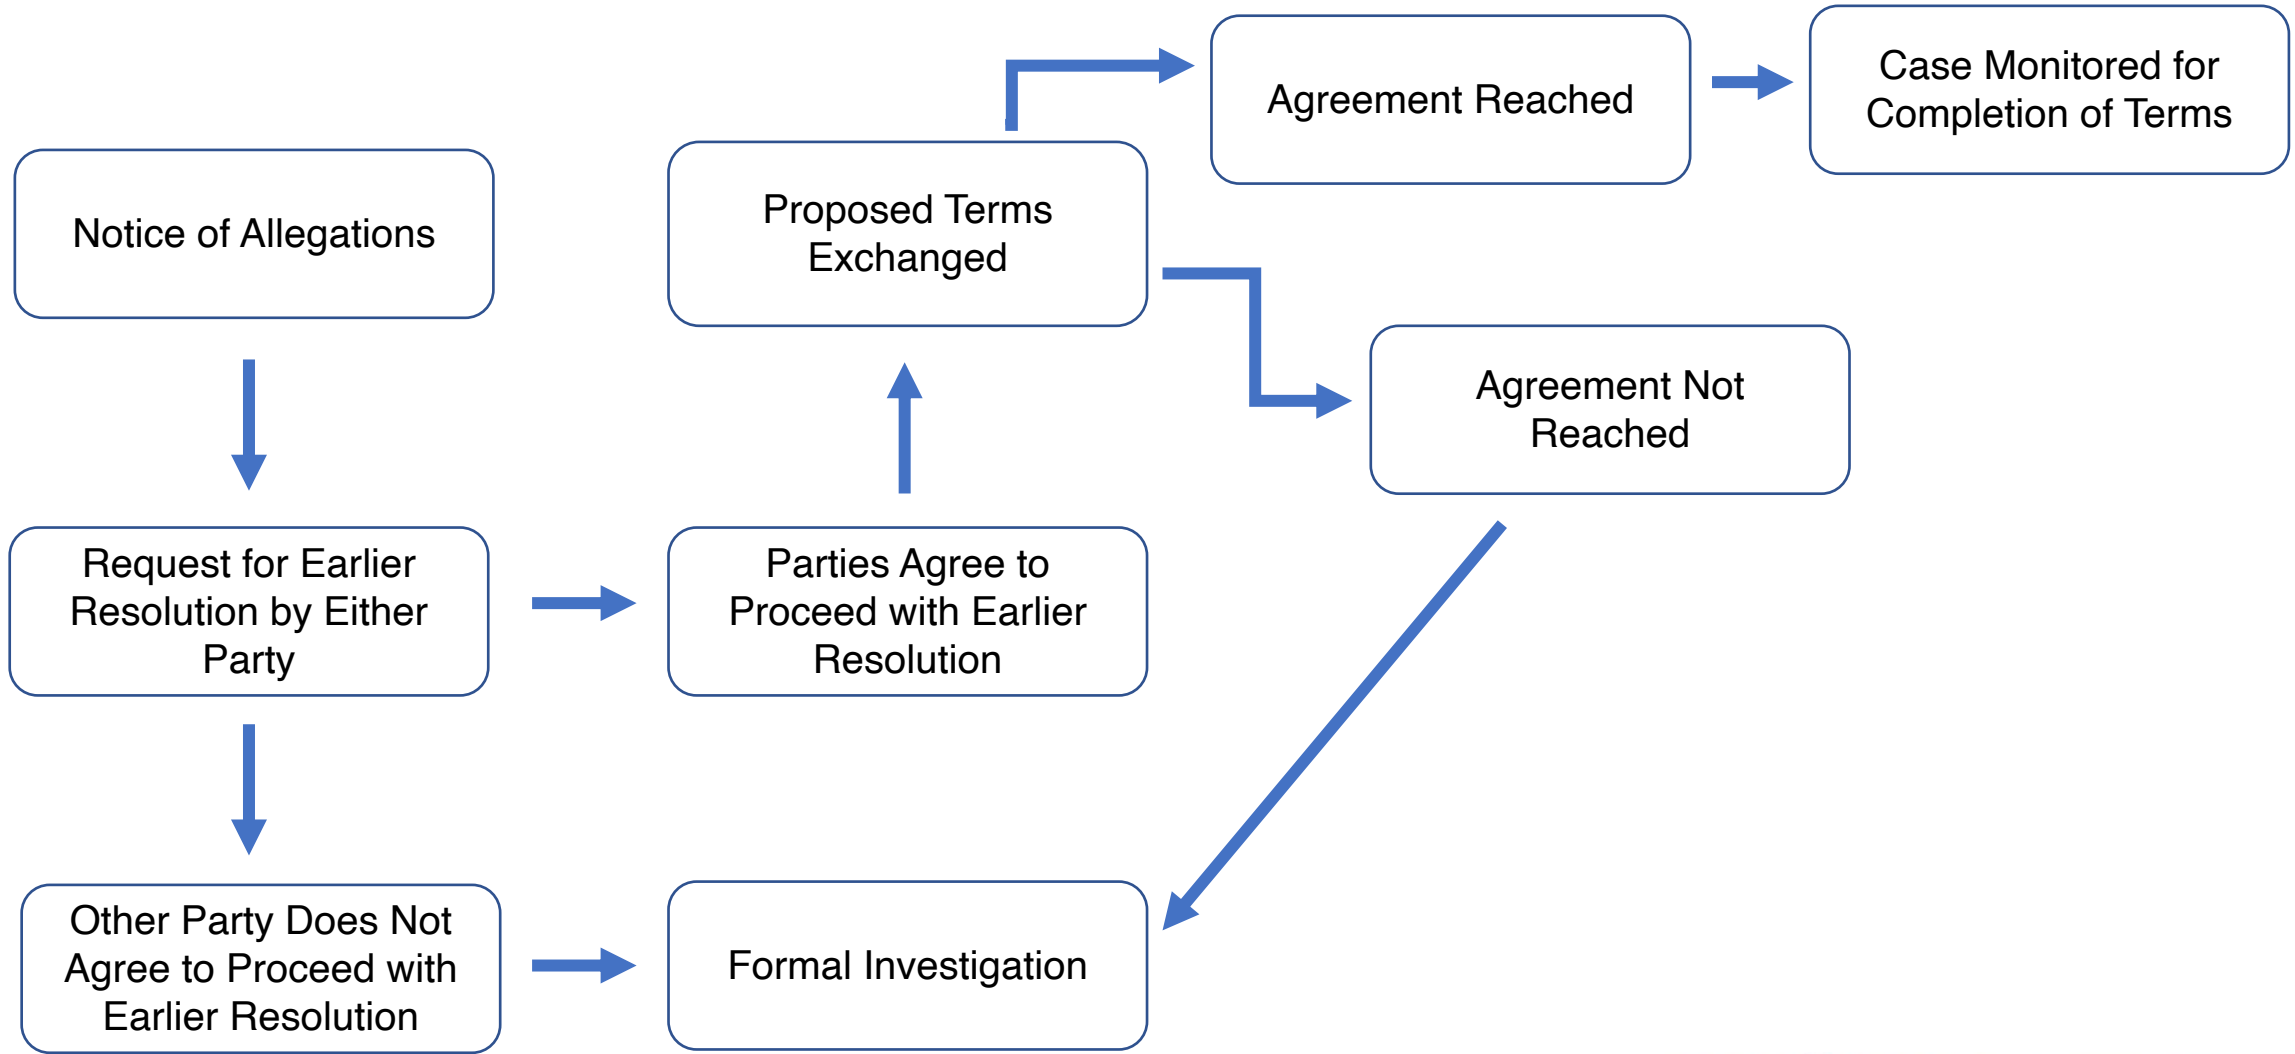 Notice of Allegations
Request for Earlier
Resolution by Either
Party
Other Party Does Not
Agree to Proceed with
Earlier Resolution
Parties Agree to
Proceed with Earlier
Resolution
Proposed Terms
Exchanged
Agreement Reached
Case Monitored for
Completion of Terms
Agreement Not
Reached
Formal Investigation